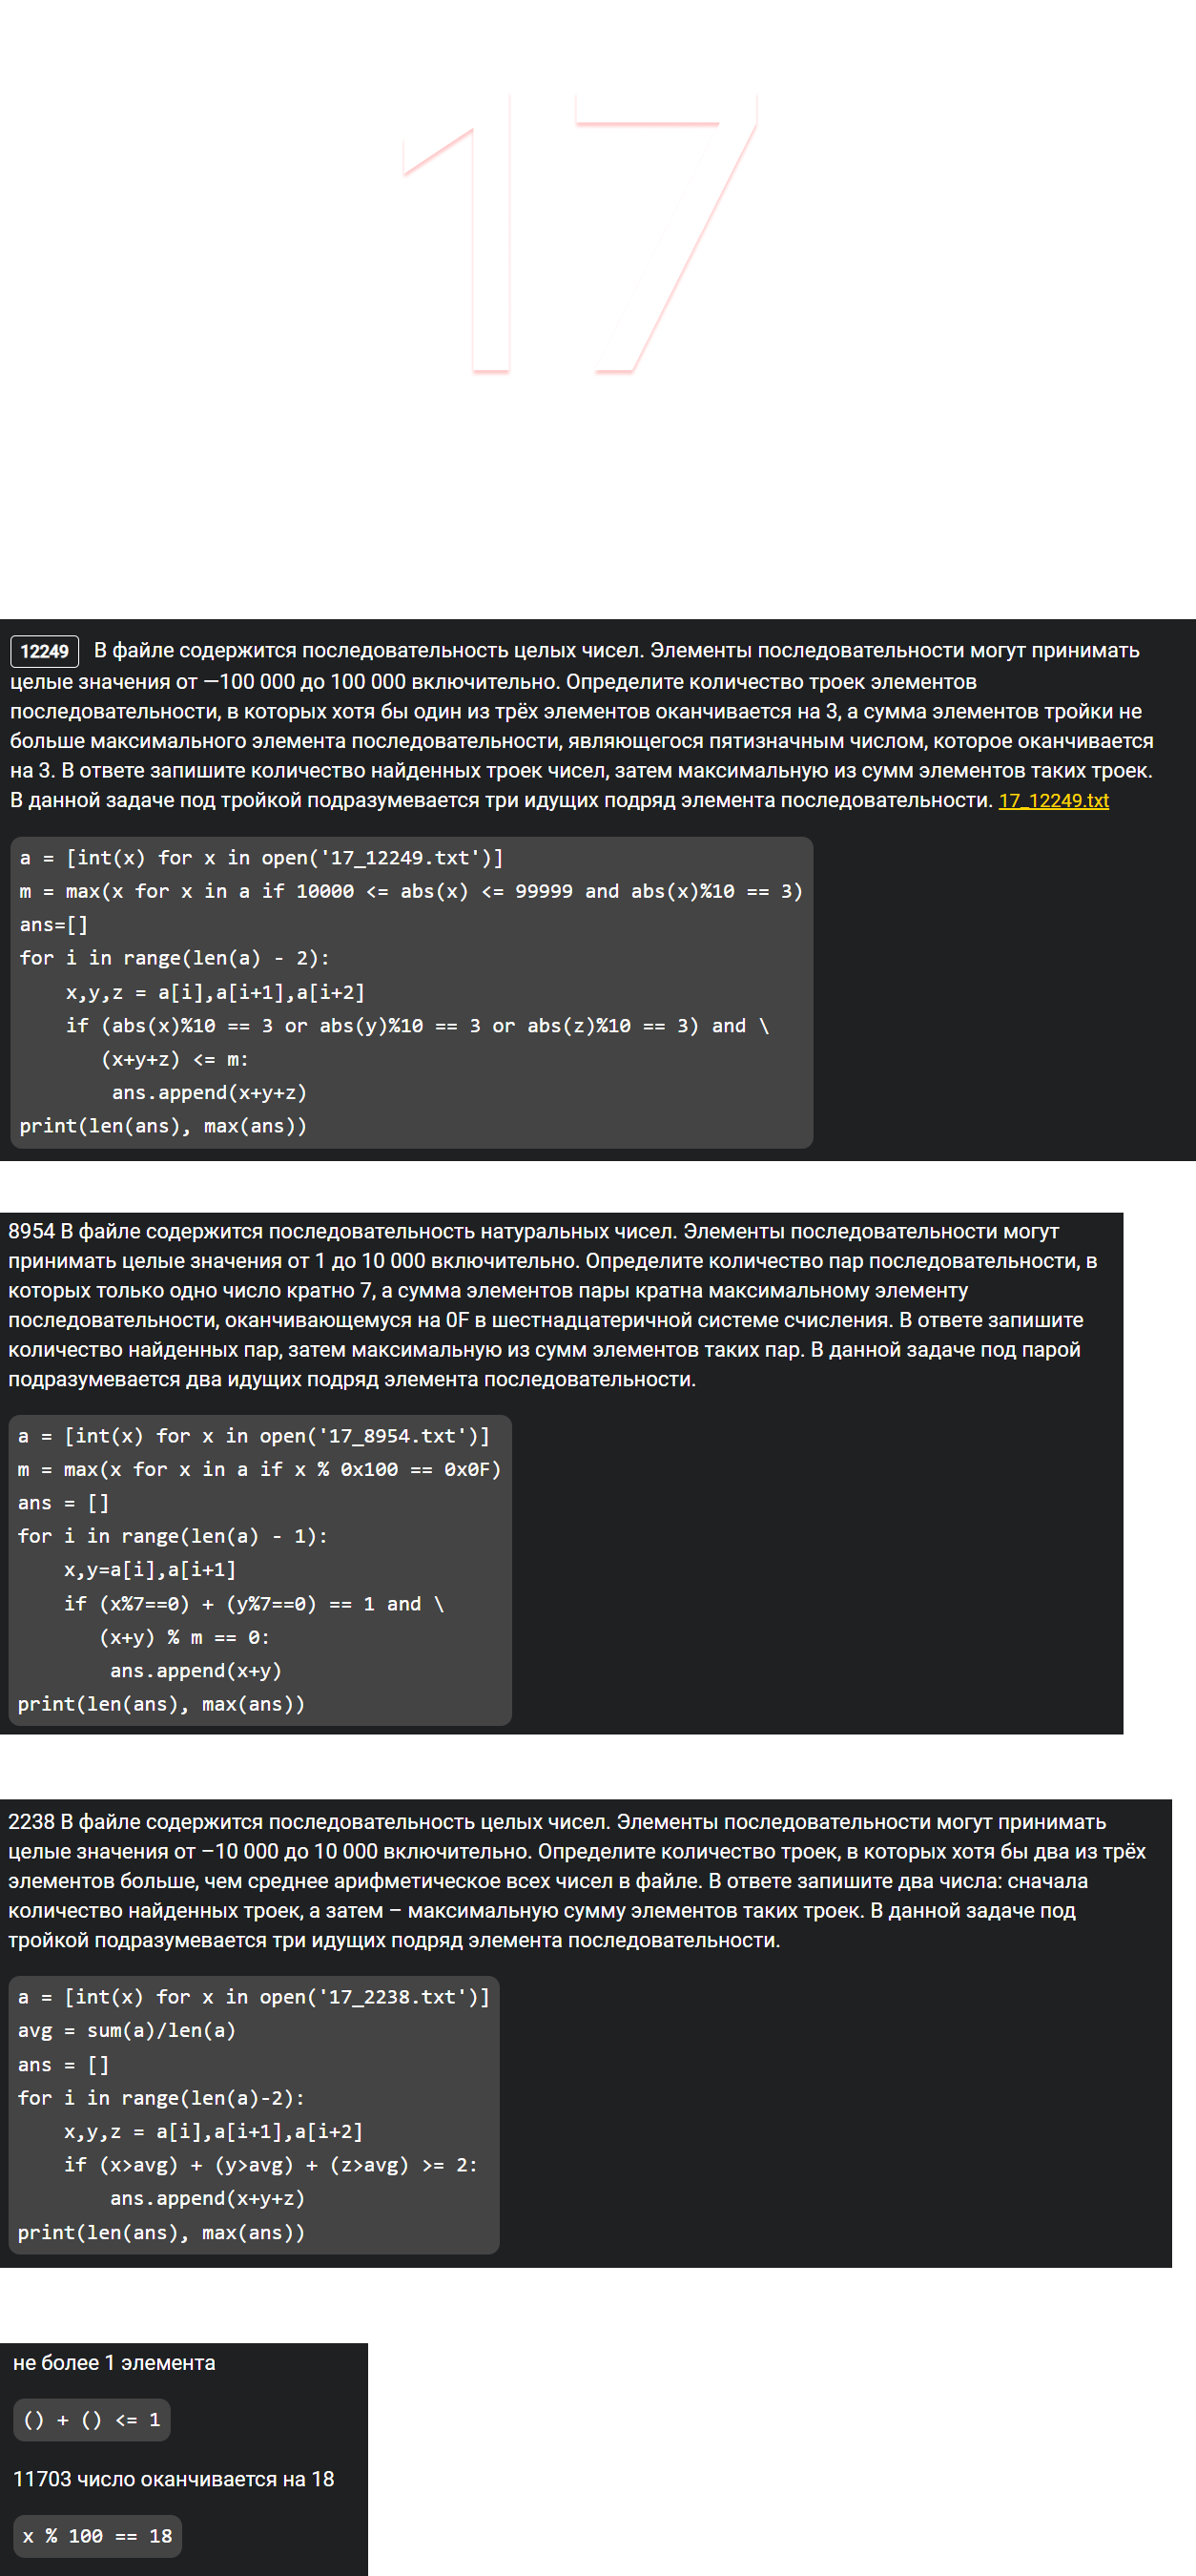 17
12249 В файле содержится последовательность целых чисел. Элементы последовательности могут принимать
целые значения от —100 000 до 100 000 включительно. Определите количество троек элементов
последовательности, в которых хотя бы один из трёх элементов оканчивается на 3, а сумма элементов тройки не
больше максимального элемента последовательности, являющегося пятизначным числом, которое оканчивается
на 3. В ответе запишите количество найденных троек чисел, затем максимальную из сумм элементов таких троек.
В данной задаче под тройкой подразумевается три идущих подряд элемента последовательности. 17_12249.txt
a = [int(x) for x in open('17_12249.txt')]
m = max(x for x in a if 10000 <= abs(x) <= 99999 and abs(x)%10 == 3)
ans=[]
for i in range(len(a) - 2):
    x,y,z = a[i],a[i+1],a[i+2]
    if (abs(x)%10 == 3 or abs(y)%10 == 3 or abs(z)%10 == 3) and \
       (x+y+z) <= m:
        ans.append(x+y+z)
print(len(ans), max(ans))
8954 В файле содержится последовательность натуральных чисел. Элементы последовательности могут
принимать целые значения от 1 до 10 000 включительно. Определите количество пар последовательности, в
которых только одно число кратно 7, а сумма элементов пары кратна максимальному элементу
последовательности, оканчивающемуся на 0F в шестнадцатеричной системе счисления. В ответе запишите
количество найденных пар, затем максимальную из сумм элементов таких пар. В данной задаче под парой
подразумевается два идущих подряд элемента последовательности.
a = [int(x) for x in open('17_8954.txt')]
m = max(x for x in a if x % 0x100 == 0x0F)
ans = []
for i in range(len(a) - 1):
    x,y=a[i],a[i+1]
    if (x%7==0) + (y%7==0) == 1 and \
       (x+y) % m == 0:
        ans.append(x+y)
print(len(ans), max(ans))
2238 В файле содержится последовательность целых чисел. Элементы последовательности могут принимать
целые значения от –10 000 до 10 000 включительно. Определите количество троек, в которых хотя бы два из трёх
элементов больше, чем среднее арифметическое всех чисел в файле. В ответе запишите два числа: сначала
количество найденных троек, а затем – максимальную сумму элементов таких троек. В данной задаче под
тройкой подразумевается три идущих подряд элемента последовательности.
a = [int(x) for x in open('17_2238.txt')]
avg = sum(a)/len(a)
ans = []
for i in range(len(a)-2):
    x,y,z = a[i],a[i+1],a[i+2]
    if (x>avg) + (y>avg) + (z>avg) >= 2:
        ans.append(x+y+z)
print(len(ans), max(ans))
не более 1 элемента
() + () <= 1
11703 число оканчивается на 18
x % 100 == 18